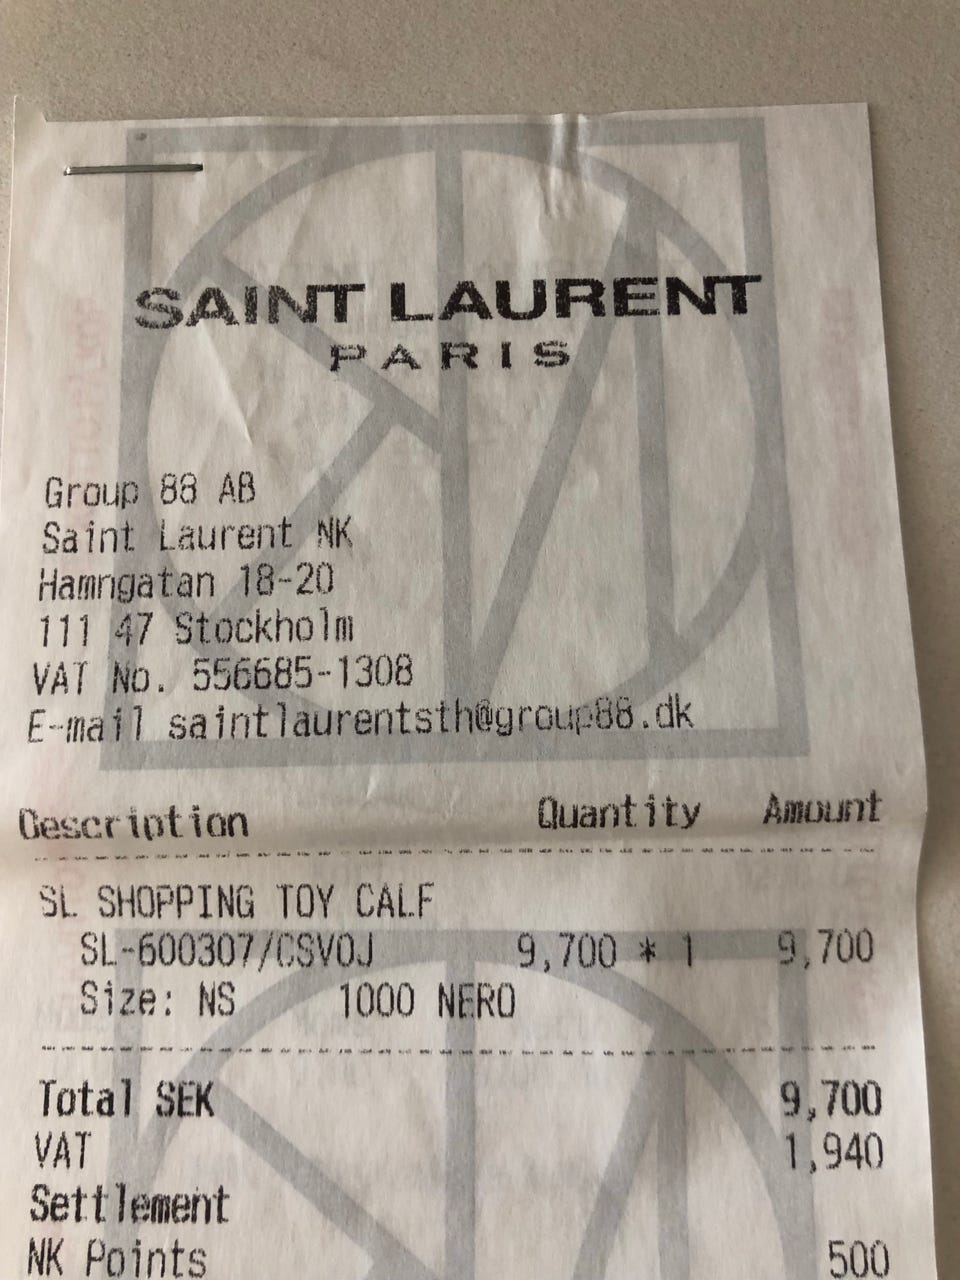 SAINT LAURENT
PARIS
Group 88 AB
Saint Laurent NK
Hamngatan 18-20
111 47 Stockholm
VAT No. 556685-1308
E-mail saintlaurentsth@group88.dk
Description Quantity Amount
SL SHOPPING TOY CALF
SL-600307/CSV0J 9,700 * 1 9,700
Size: NS 1000 NERO
Total SEK 9,700
VAT 1,940
Settlement
NK Points 500